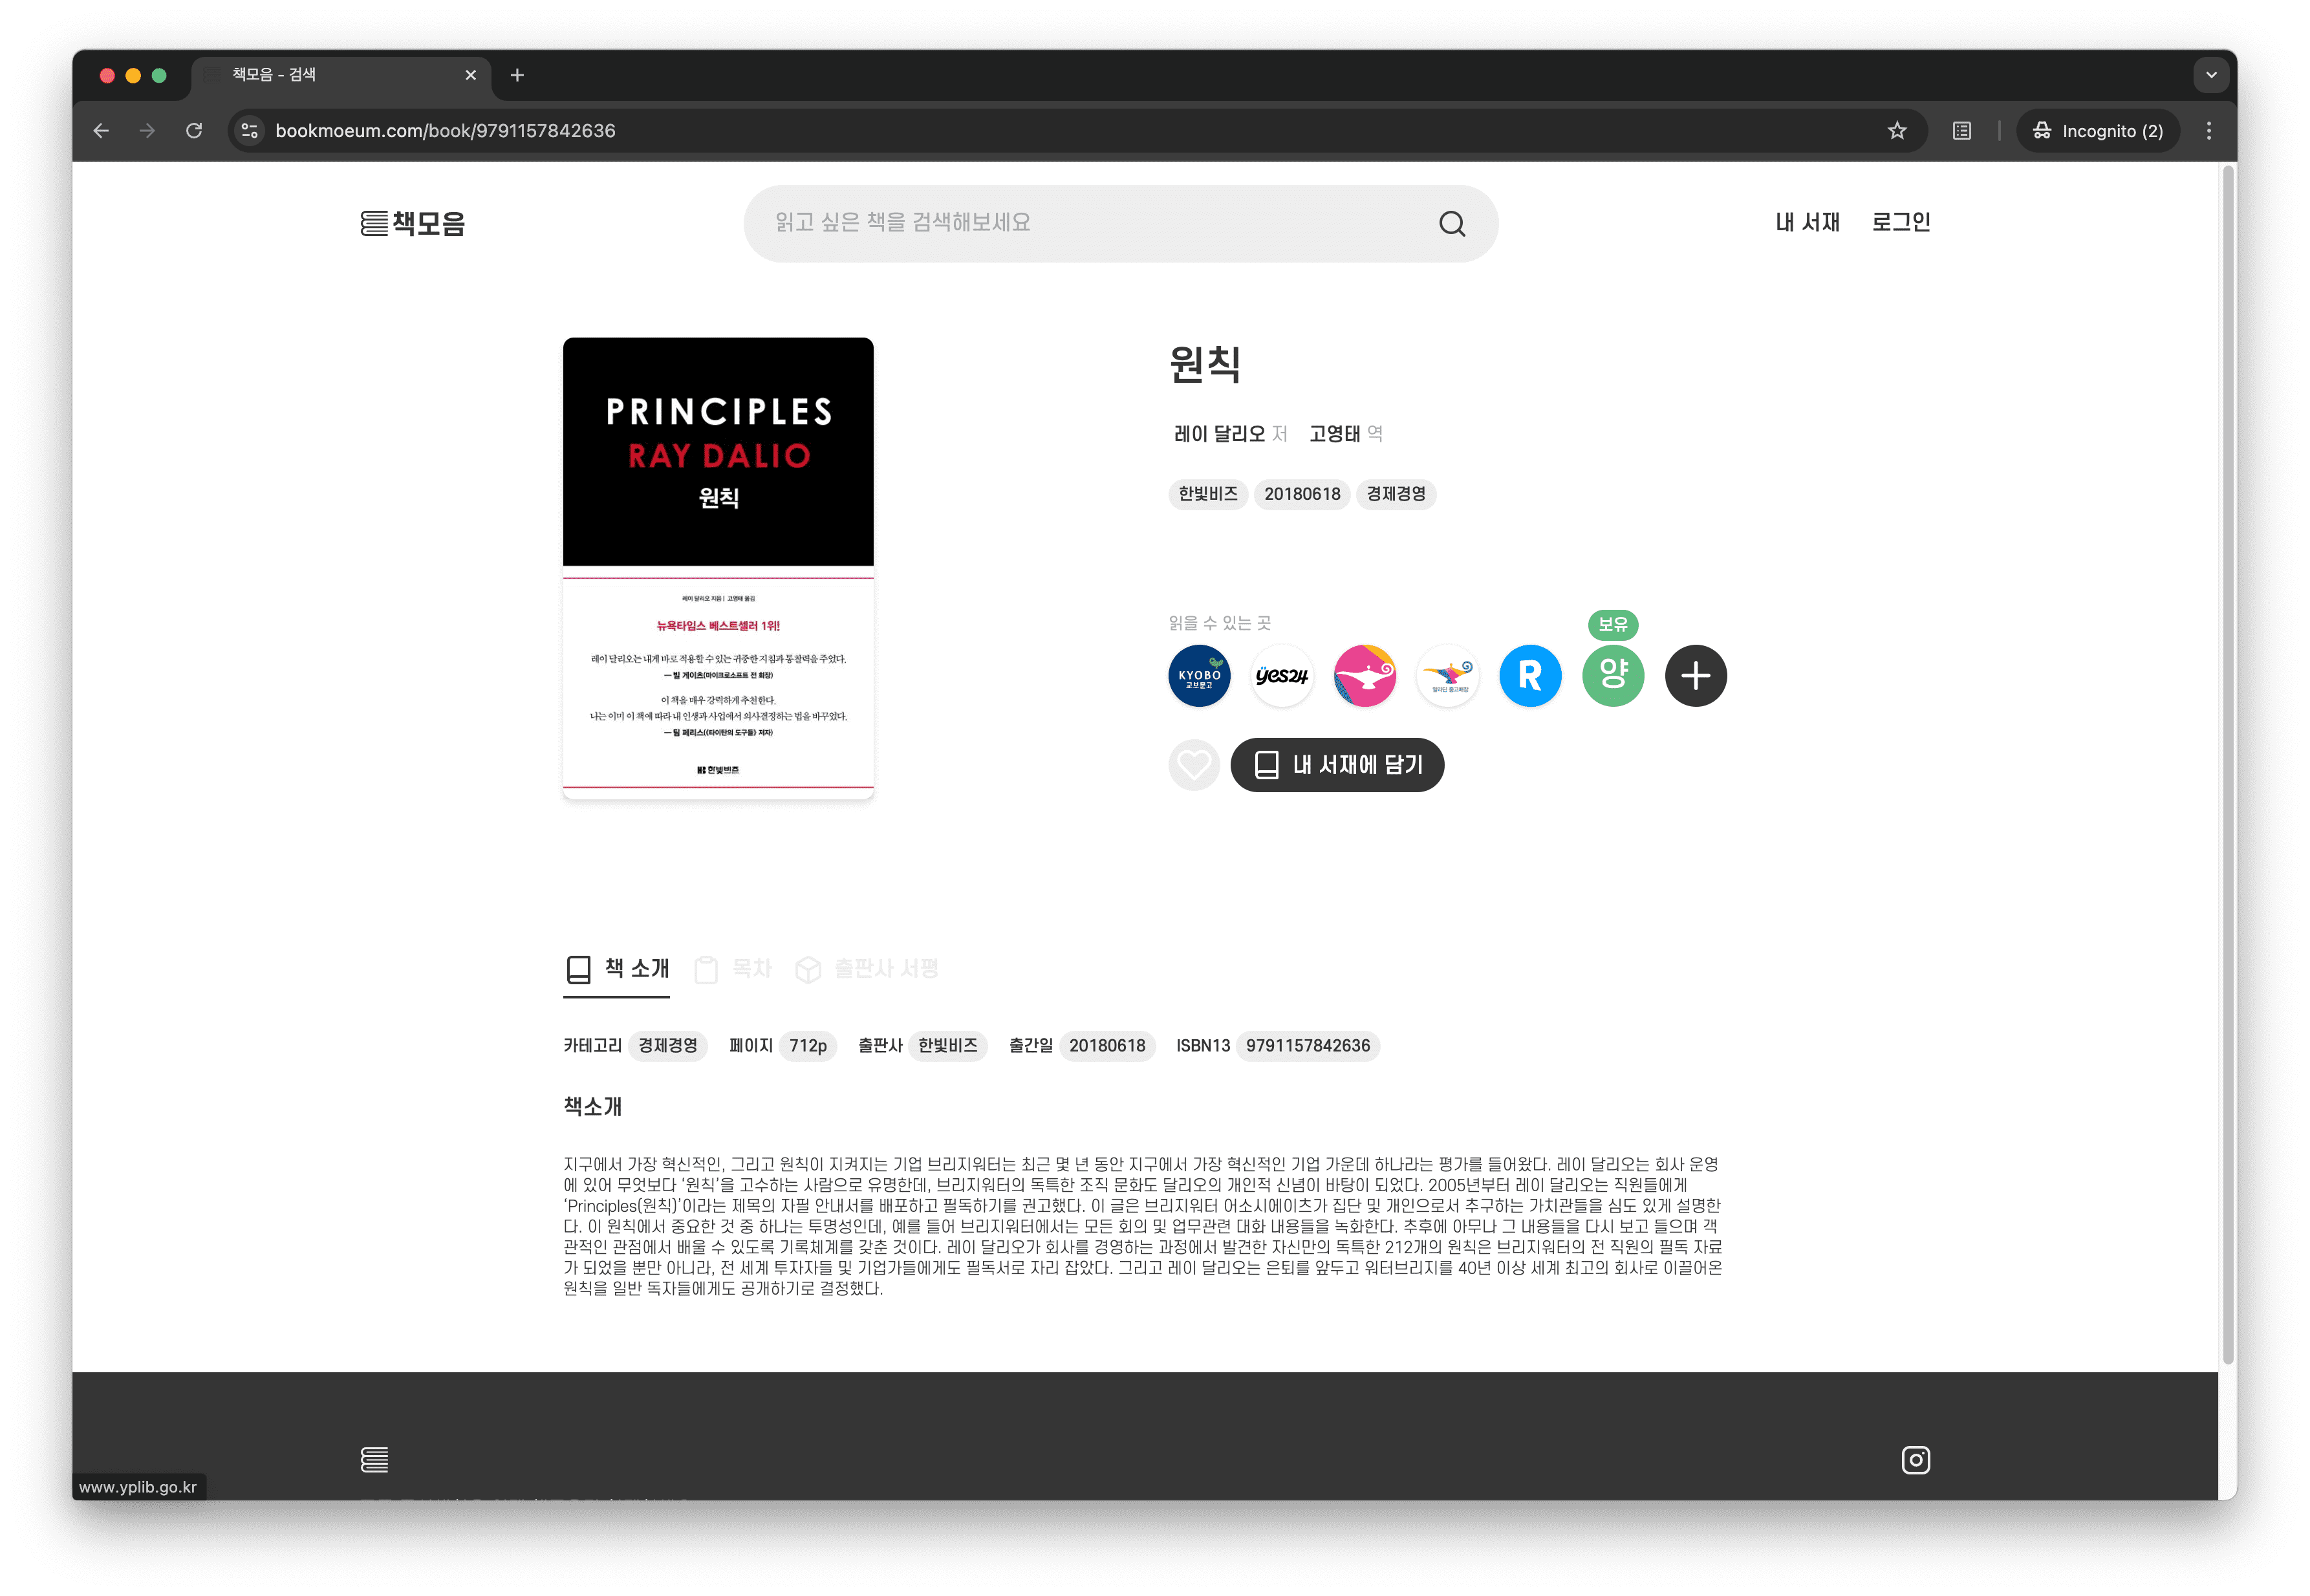 책모음 - 검색
bookmoeum.com/book/9791157842636
Incognito (2)
책모음
읽고 싶은 책을 검색해보세요
내 서재
로그인
PRINCIPLES
RAY DALIO
원칙
레이 달리오 지음 | 고영태 옮김
뉴욕타임스 베스트셀러 1위!
레이 달리오는 내게 바로 적용할 수 있는 귀중한 지침과 통찰력을 주었다.
— 빌 게이츠(마이크로소프트 전 회장)
이 책을 매우 강력하게 추천한다.
나는 이미 이 책에 따라 내 인생과 사업에서 의사결정하는 법을 바꾸었다.
— 팀 페리스(《타이탄의 도구들》 저자)
한빛비즈
원칙
레이 달리오 저 고영태 역
한빛비즈 20180618 경제경영
읽을 수 있는 곳
보유
KYOBO
교보문고
yes24
알라딘 중고매장
R
양
내 서재에 담기
책 소개 목차 출판사 서평
카테고리 경제경영 페이지 712p 출판사 한빛비즈 출간일 20180618 ISBN13 9791157842636
책소개
지구에서 가장 혁신적인, 그리고 원칙이 지켜지는 기업 브리지워터는 최근 몇 년 동안 지구에서 가장 혁신적인 기업 가운데 하나라는 평가를 들어왔다. 레이 달리오는 회사 운영
에 있어 무엇보다 ‘원칙’을 고수하는 사람으로 유명한데, 브리지워터의 독특한 조직 문화도 달리오의 개인적 신념이 바탕이 되었다. 2005년부터 레이 달리오는 직원들에게
‘Principles(원칙)’이라는 제목의 자필 안내서를 배포하고 필독하기를 권고했다. 이 글은 브리지워터 어소시에이츠가 집단 및 개인으로서 추구하는 가치관들을 심도 있게 설명한
다. 이 원칙에서 중요한 것 중 하나는 투명성인데, 예를 들어 브리지워터에서는 모든 회의 및 업무관련 대화 내용들을 녹화한다. 추후에 아무나 그 내용들을 다시 보고 들으며 객
관적인 관점에서 배울 수 있도록 기록체계를 갖춘 것이다. 레이 달리오가 회사를 경영하는 과정에서 발견한 자신만의 독특한 212개의 원칙은 브리지워터의 전 직원의 필독 자료
가 되었을 뿐만 아니라, 전 세계 투자자들 및 기업가들에게도 필독서로 자리 잡았다. 그리고 레이 달리오는 은퇴를 앞두고 워터브리지를 40년 이상 세계 최고의 회사로 이끌어온
원칙을 일반 독자들에게도 공개하기로 결정했다.
www.yplib.go.kr